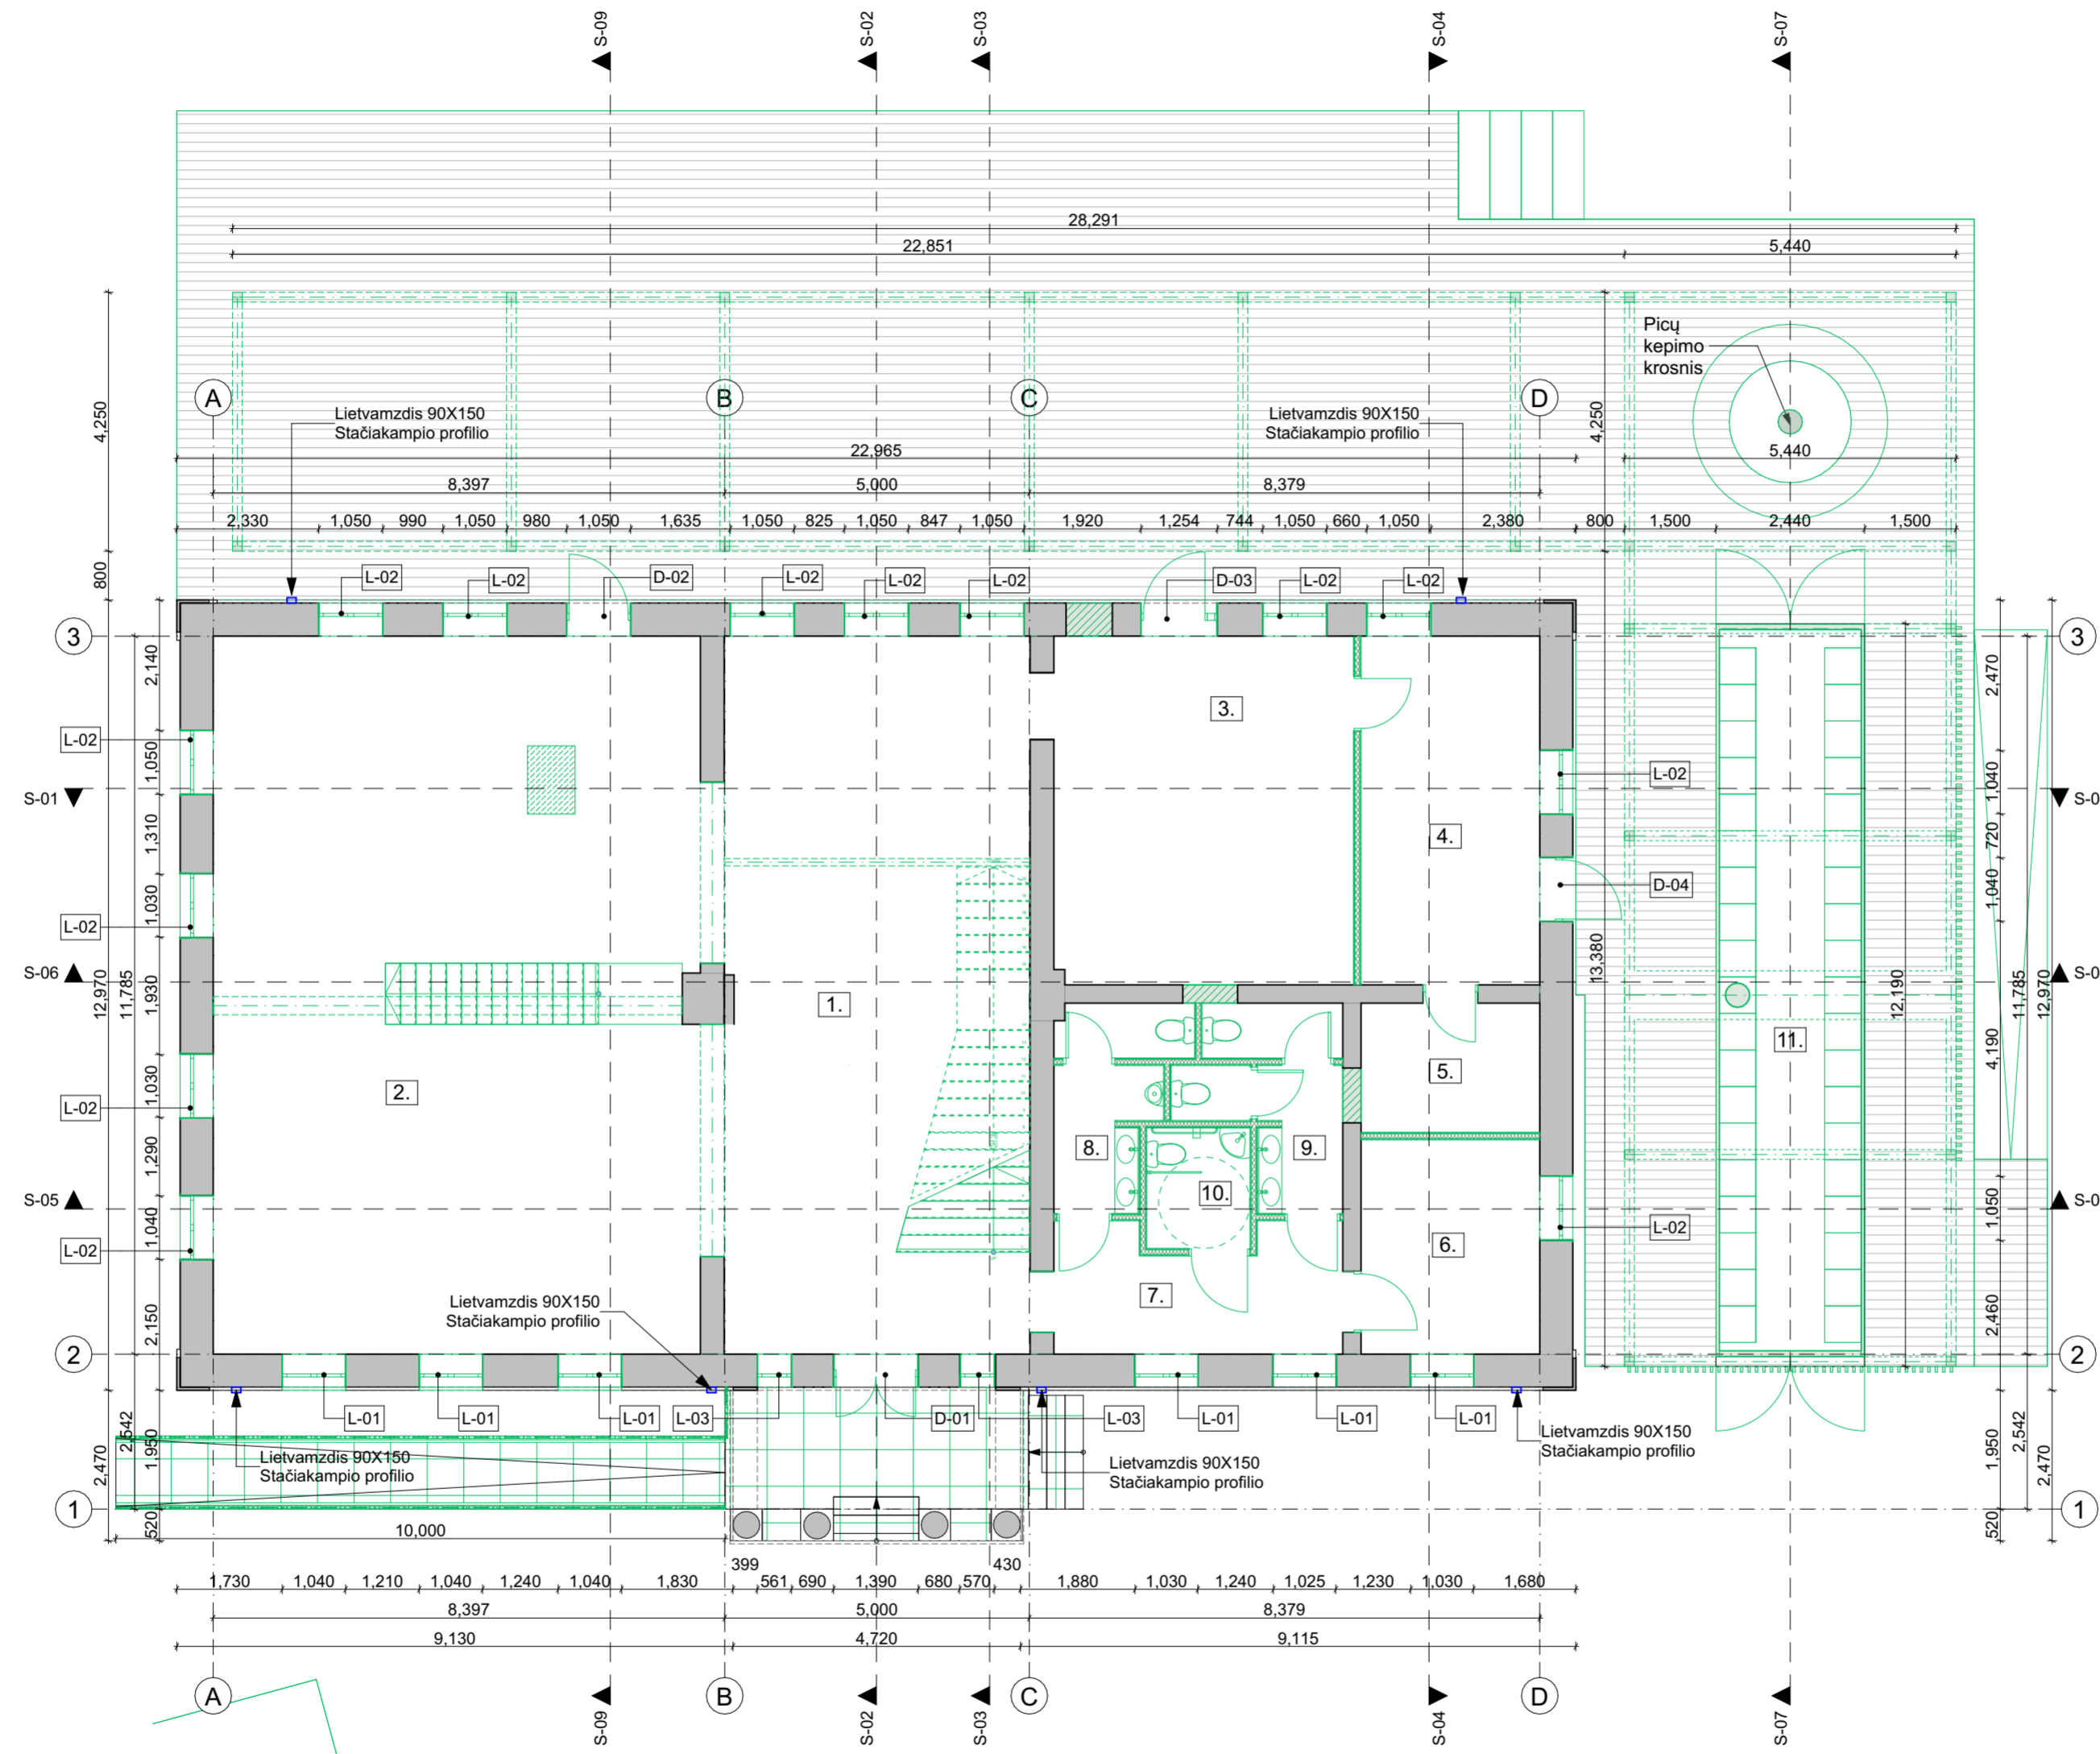 S-09
S-02
S-03
S-04
S-07
28,291
22,851
5,440
Picų
kepimo
krosnis
A
B
C
D
4,250
Lietvamzdis 90X150
Stačiakampio profilio
Lietvamzdis 90X150
Stačiakampio profilio
4,250
22,965
5,440
8,397
5,000
8,379
2,330
1,050
990
1,050
980
1,050
1,635
1,050
825
1,050
847
1,050
1,920
1,254
744
1,050
660
1,050
2,380
800
1,500
2,440
1,500
800
L-02
L-02
D-02
L-02
L-02
L-02
D-03
L-02
L-02
3
3
2,140
2,470
3.
L-02
1,050
L-02
1,040
S-01
S-0
1,310
4.
720
1,030
D-04
1,040
L-02
S-06
S-0
12,970
11,785
1,930
1.
13,380
12,190
11,785
12,970
11.
4,190
2.
5.
L-02
1,030
8.
9.
1,290
10.
S-05
S-0
1,040
1,050
L-02
6.
L-02
7.
2,150
Lietvamzdis 90X150
Stačiakampio profilio
2,460
2
2
L-01
L-01
L-01
L-03
D-01
L-03
L-01
L-01
L-01
2,470
2,542
1,950
Lietvamzdis 90X150
Stačiakampio profilio
Lietvamzdis 90X150
Stačiakampio profilio
Lietvamzdis 90X150
Stačiakampio profilio
1,950
2,542
2,470
1
1
520
10,000
520
399
430
1,730
1,040
1,210
1,040
1,240
1,040
1,830
561
690
1,390
680
570
1,880
1,030
1,240
1,025
1,230
1,030
1,680
8,397
5,000
8,379
9,130
4,720
9,115
A
B
C
D
S-09
S-02
S-03
S-04
S-07